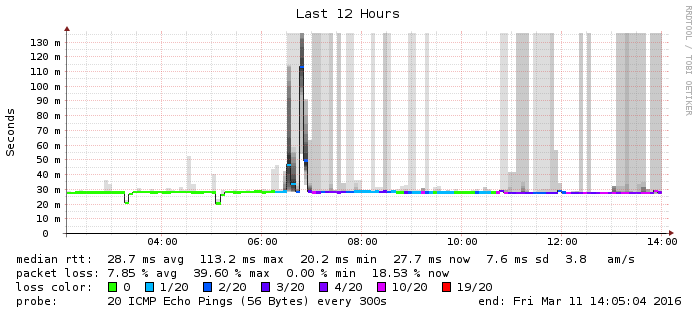 Last 12 Hours
RRDTOOL / TOBI OETIKER
Seconds
130 m
120 m
110 m
100 m
90 m
80 m
70 m
60 m
50 m
40 m
30 m
20 m
10 m
0
04:00 06:00 08:00 10:00 12:00 14:00
median rtt: 28.7 ms avg 113.2 ms max 20.2 ms min 27.7 ms now 7.6 ms sd 3.8 am/s
packet loss: 7.85 % avg 39.60 % max 0.00 % min 18.53 % now
loss color: 0 1/20 2/20 3/20 4/20 10/20 19/20
probe: 20 ICMP Echo Pings (56 Bytes) every 300s end: Fri Mar 11 14:05:04 2016